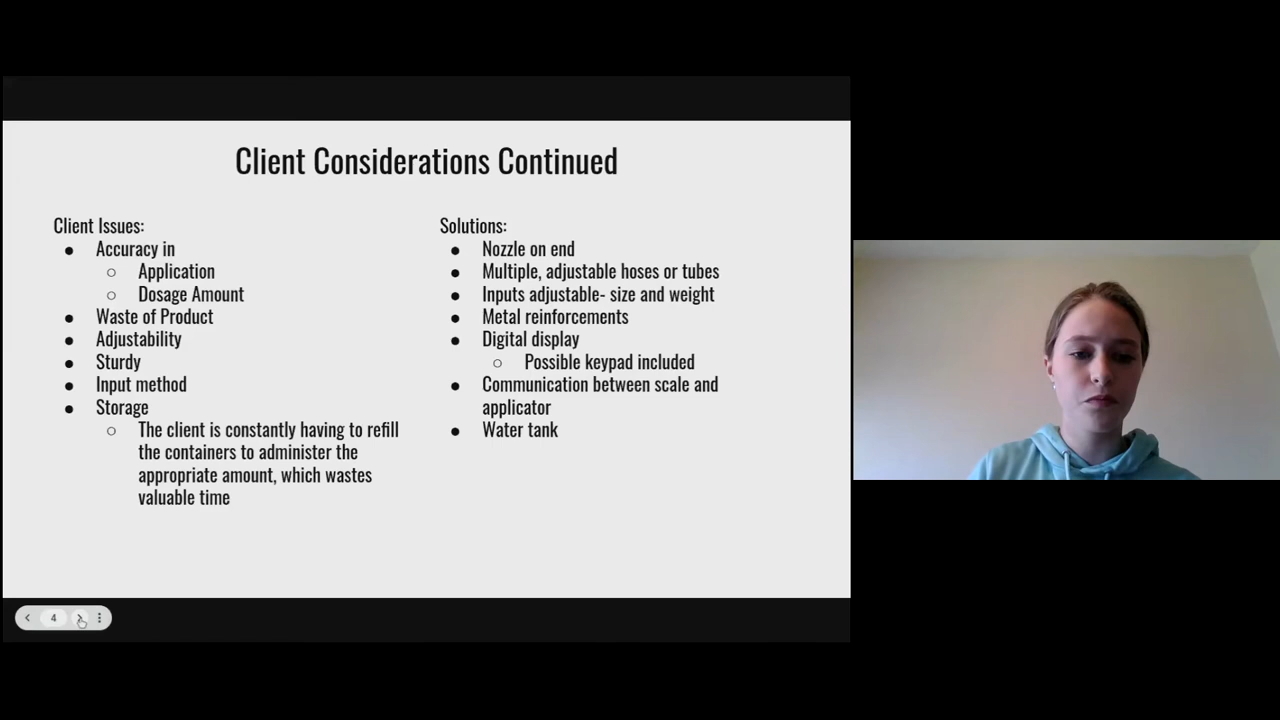 Client Considerations Continued
Client Issues:
● Accuracy in
○ Application
○ Dosage Amount
● Waste of Product
● Adjustability
● Sturdy
● Input method
● Storage
○ The client is constantly having to refill
the containers to administer the
appropriate amount, which wastes
valuable time
Solutions:
● Nozzle on end
● Multiple, adjustable hoses or tubes
● Inputs adjustable- size and weight
● Metal reinforcements
● Digital display
○ Possible keypad included
● Communication between scale and
applicator
● Water tank
4